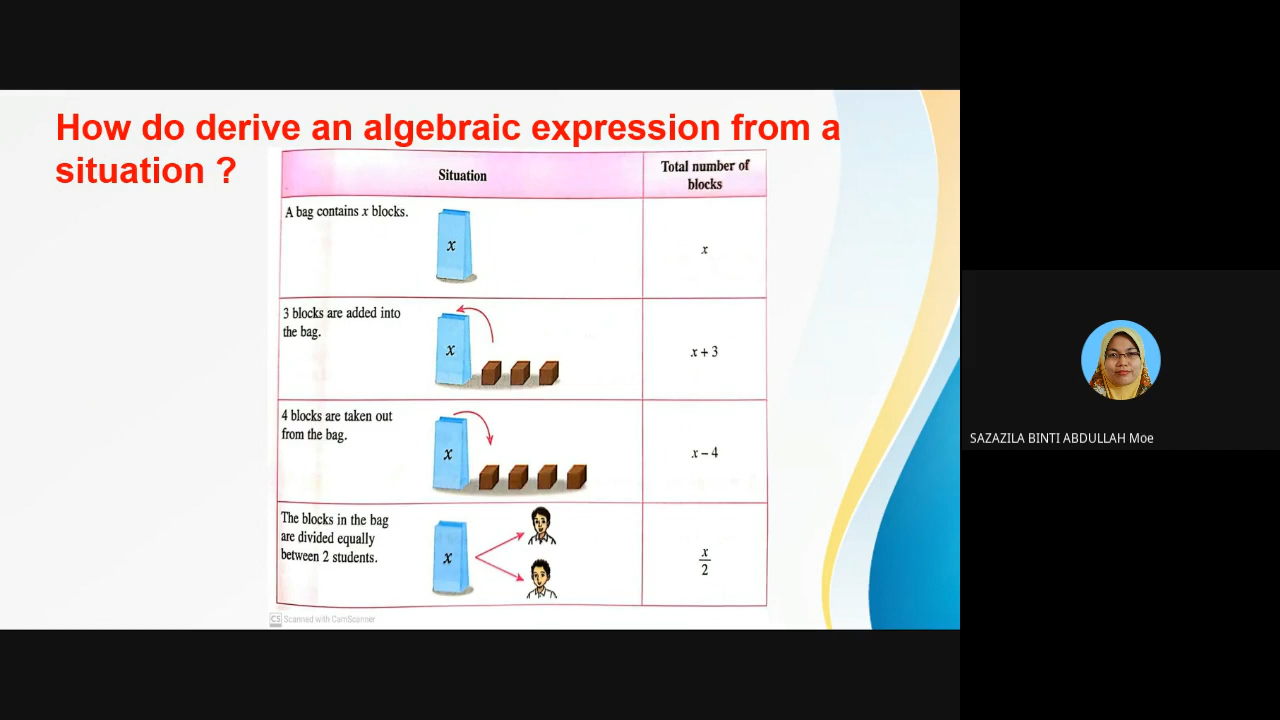 How do derive an algebraic expression from a
situation ?
Situation
Total number of
blocks
A bag contains x blocks.
x
x
3 blocks are added into
the bag.
x
x + 3
4 blocks are taken out
from the bag.
x
x – 4
The blocks in the bag
are divided equally
between 2 students.
x
x
2
CS Scanned with CamScanner
SAZAZILA BINTI ABDULLAH Moe